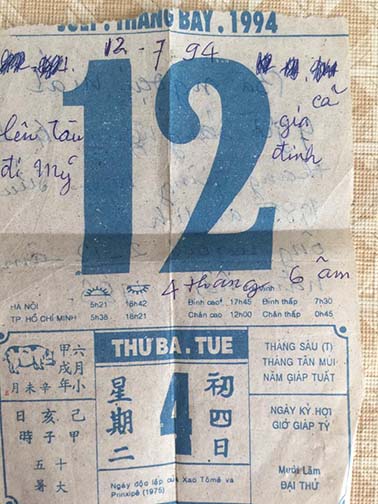 JULY . THÁNG BẢY . 1994
12-7-94
12
lên tàu
đi Mỹ
cả
gia
đình
4 tháng 6 âm
HÀ NỘI 5h21 18h42 Đỉnh cao: 17h45 Đỉnh thấp 7h30
TP. HỒ CHÍ MINH 5h38 18h21 Chân cao 12h00 Chân thấp 0h45
THỨ BA . TUE
4
星期二
初四日
Ngày độc lập của Xao Tômê và
Prinxipê (1975)
甲戌年
六月小
月未辛
己亥日
甲子時
十五
大暑
THÁNG SÁU (T)
THÁNG TÂN MÙI
NĂM GIÁP TUẤT
NGÀY KỶ HỢI
GIỜ GIÁP TÝ
Mười Lăm
ĐẠI THỬ